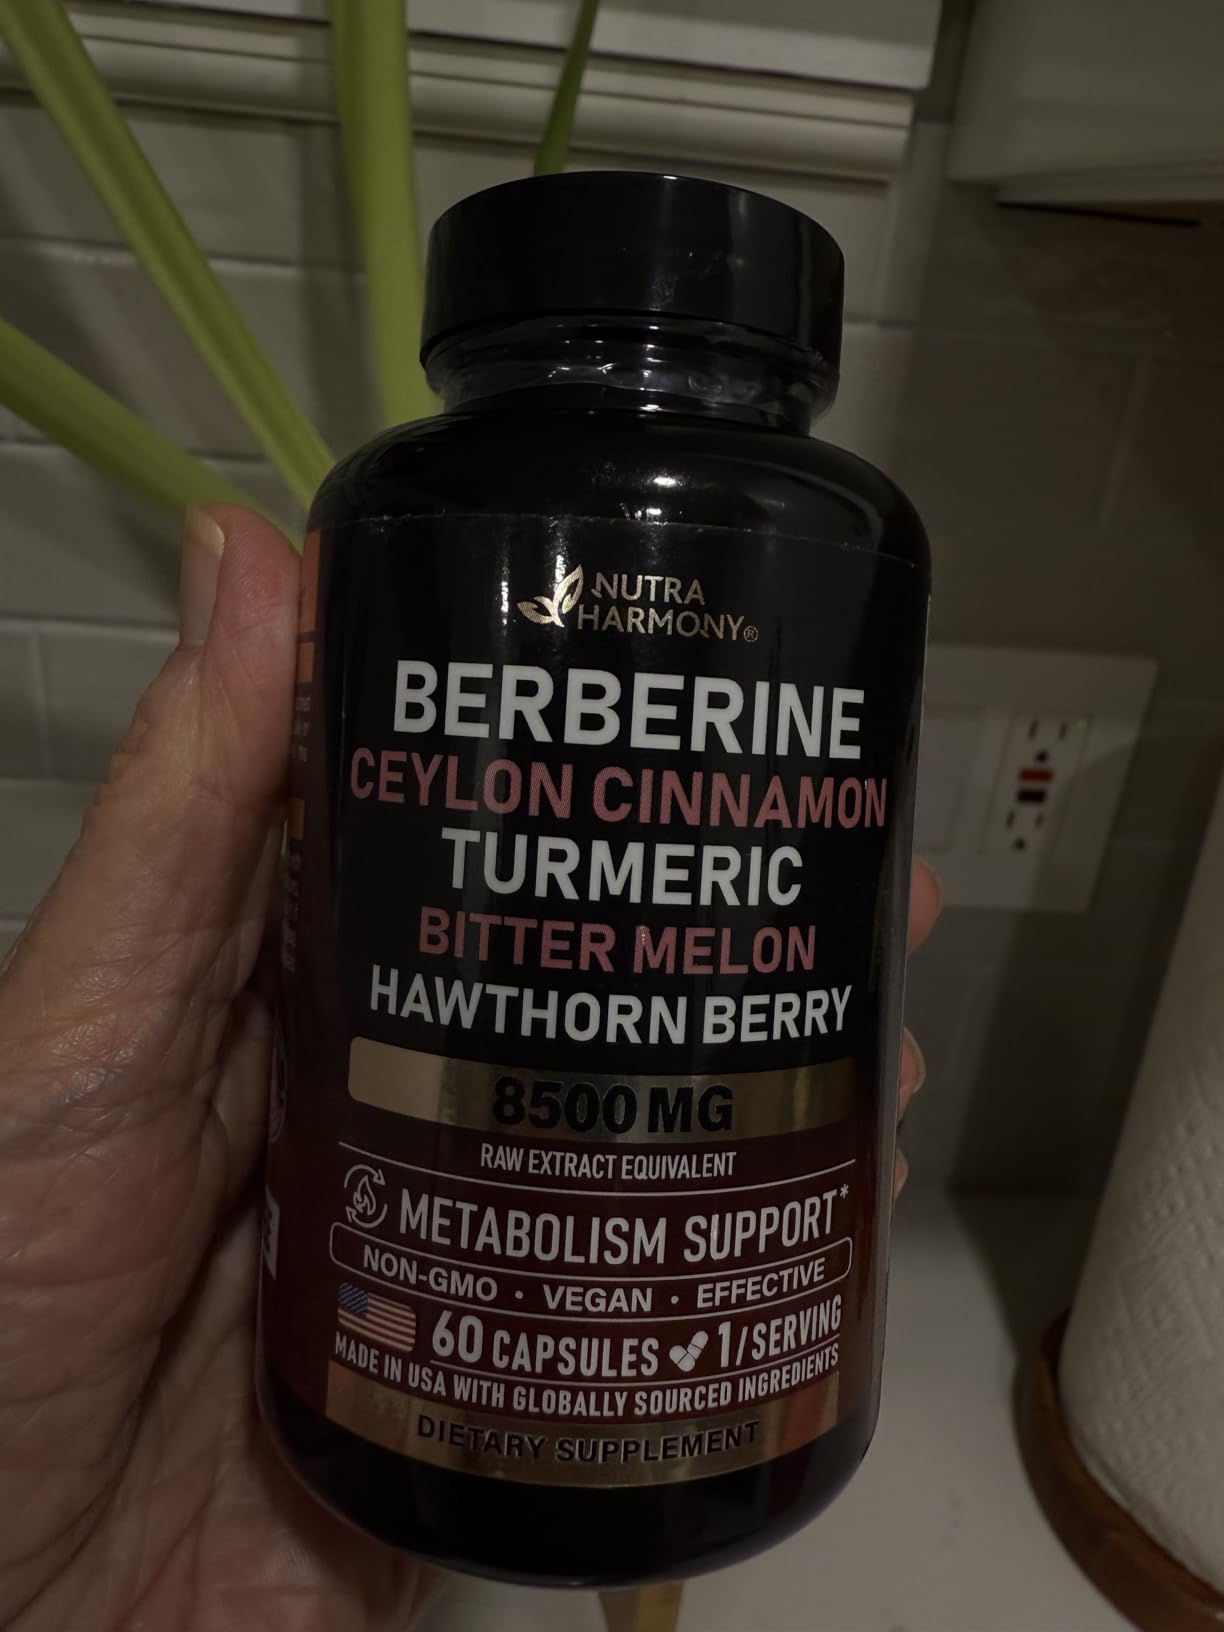 NUTRA
HARMONY®
BERBERINE
CEYLON CINNAMON
TURMERIC
BITTER MELON
HAWTHORN BERRY
8500 MG
RAW EXTRACT EQUIVALENT
METABOLISM SUPPORT*
NON-GMO • VEGAN • EFFECTIVE
60 CAPSULES 1/SERVING
MADE IN USA WITH GLOBALLY SOURCED INGREDIENTS
DIETARY SUPPLEMENT